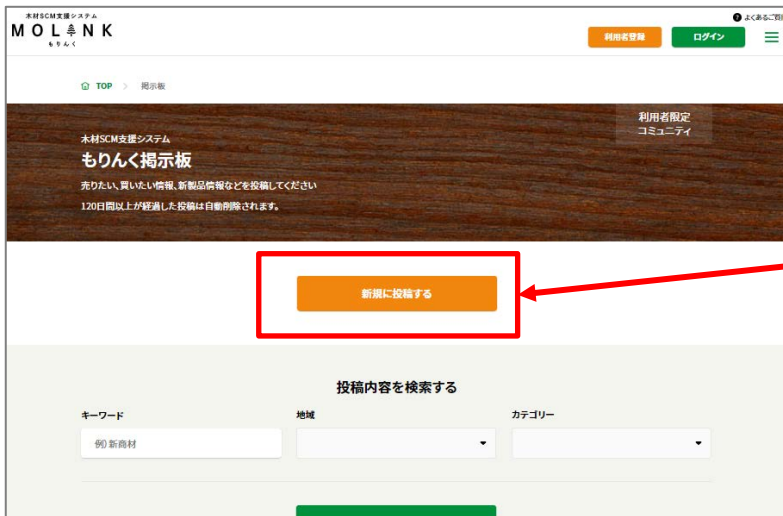 木材SCM支援システム
MOLINK
もりんく
よくあるご質問
利用者登録
ログイン
TOP > 掲示板
利用者限定
コミュニティ
木材SCM支援システム
もりんく掲示板
売りたい、買いたい情報、新製品情報などを投稿してください
120日間以上が経過した投稿は自動削除されます。
新規に投稿する
投稿内容を検索する
キーワード
地域
カテゴリー
例）新商材